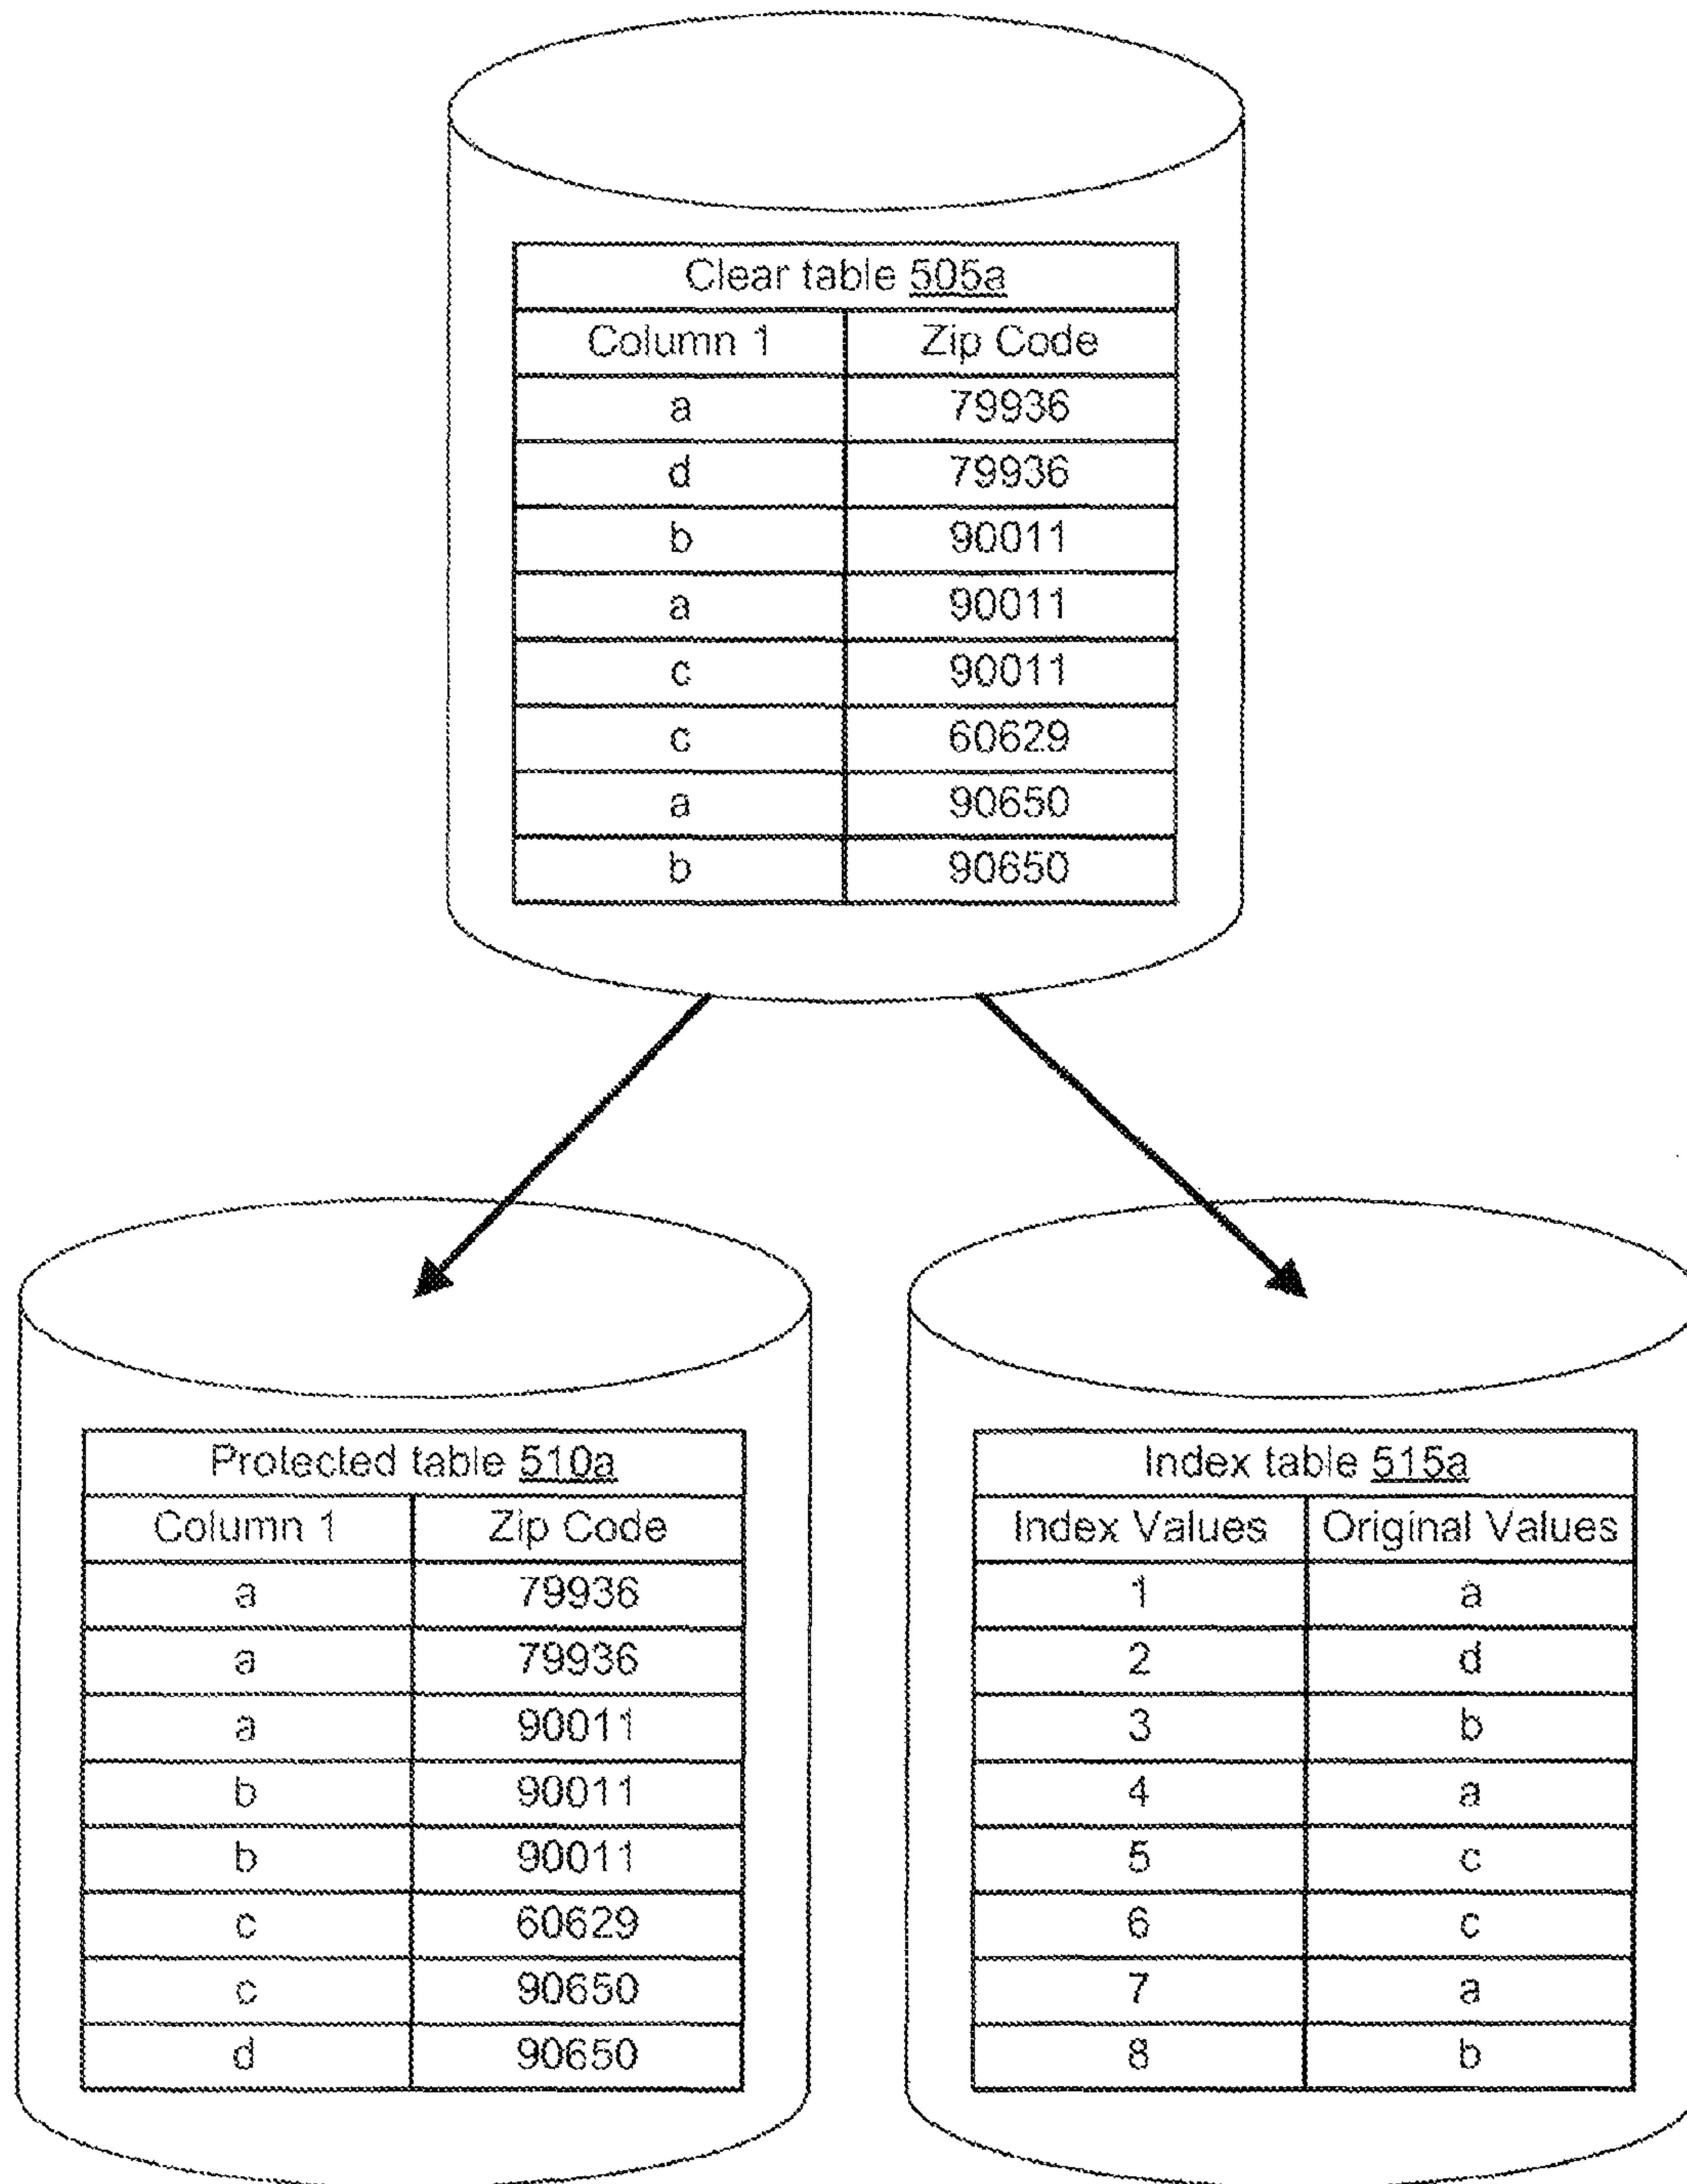 Clear table 505a
Column 1 Zip Code
a 79936
d 79936
b 90011
a 90011
c 90011
c 60629
a 90650
b 90650
Protected table 510a
Column 1 Zip Code
a 79936
a 79936
a 90011
b 90011
b 90011
c 60629
c 90650
d 90650
Index table 515a
Index Values Original Values
1 a
2 d
3 b
4 a
5 c
6 c
7 a
8 b